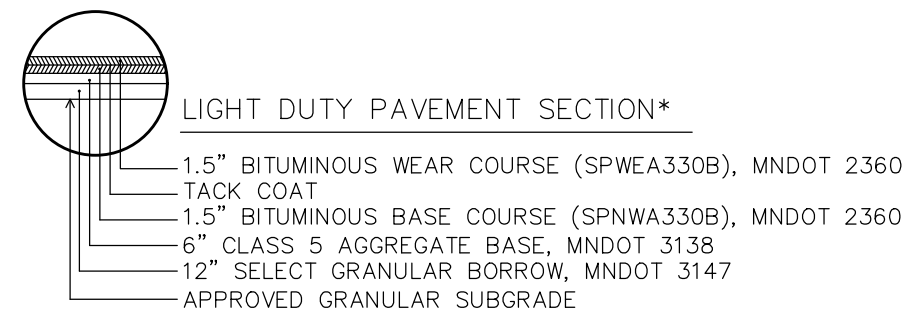 LIGHT DUTY PAVEMENT SECTION*
1.5" BITUMINOUS WEAR COURSE (SPWEA330B), MNDOT 2360
TACK COAT
1.5" BITUMINOUS BASE COURSE (SPNWA330B), MNDOT 2360
6" CLASS 5 AGGREGATE BASE, MNDOT 3138
12" SELECT GRANULAR BORROW, MNDOT 3147
APPROVED GRANULAR SUBGRADE